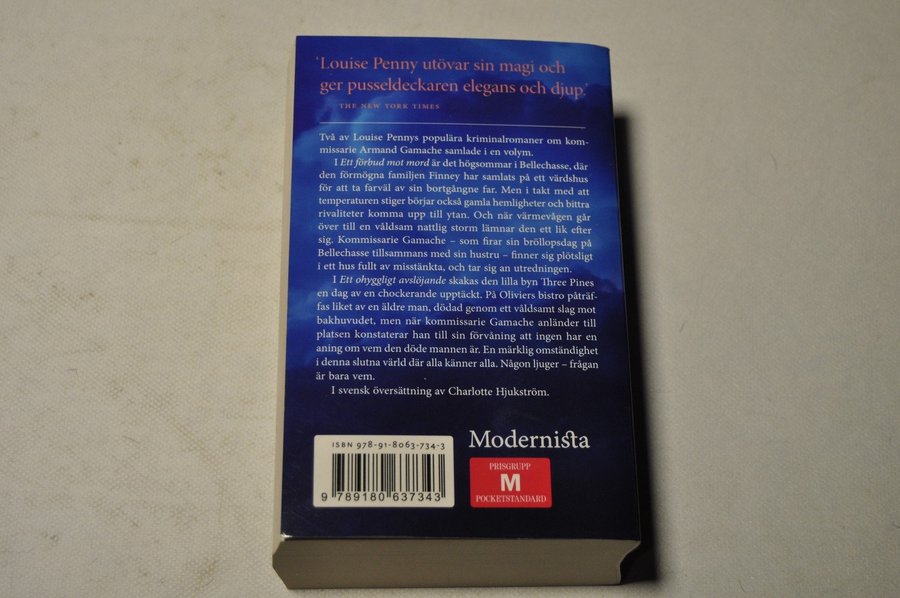 'Louise Penny utövar sin magi och
ger pusseldeckaren elegans och djup.'
THE NEW YORK TIMES
Två av Louise Pennys populära kriminalromaner om kom-
missarie Armand Gamache samlade i en volym.
I Ett förbud mot mord är det högsommar i Bellechasse, där
den förmögna familjen Finney har samlats på ett värdshus
för att ta farväl av sin bortgångne far. Men i takt med att
temperaturen stiger börjar också gamla hemligheter och bittra
rivaliteter komma upp till ytan. Och när värmevågen går
över till en våldsam nattlig storm lämnar den ett lik efter
sig. Kommissarie Gamache – som firar sin bröllopsdag på
Bellechasse tillsammans med sin hustru – finner sig plötsligt
i ett hus fullt av misstänkta, och tar sig an utredningen.
I Ett ohyggligt avslöjande skakas den lilla byn Three Pines
en dag av en chockerande upptäckt. På Oliviers bistro påträf-
fas liket av en äldre man, dödad genom ett våldsamt slag mot
bakhuvudet, men när kommissarie Gamache anländer till
platsen konstaterar han till sin förvåning att ingen har en
aning om vem den döde mannen är. En märklig omständighet
i denna slutna värld där alla känner alla. Någon ljuger – frågan
är bara vem.
I svensk översättning av Charlotte Hjukström.
Modernista
ISBN 978-91-8063-734-3
9 789180 637343
PRISGRUPP
M
POCKETSTANDARD